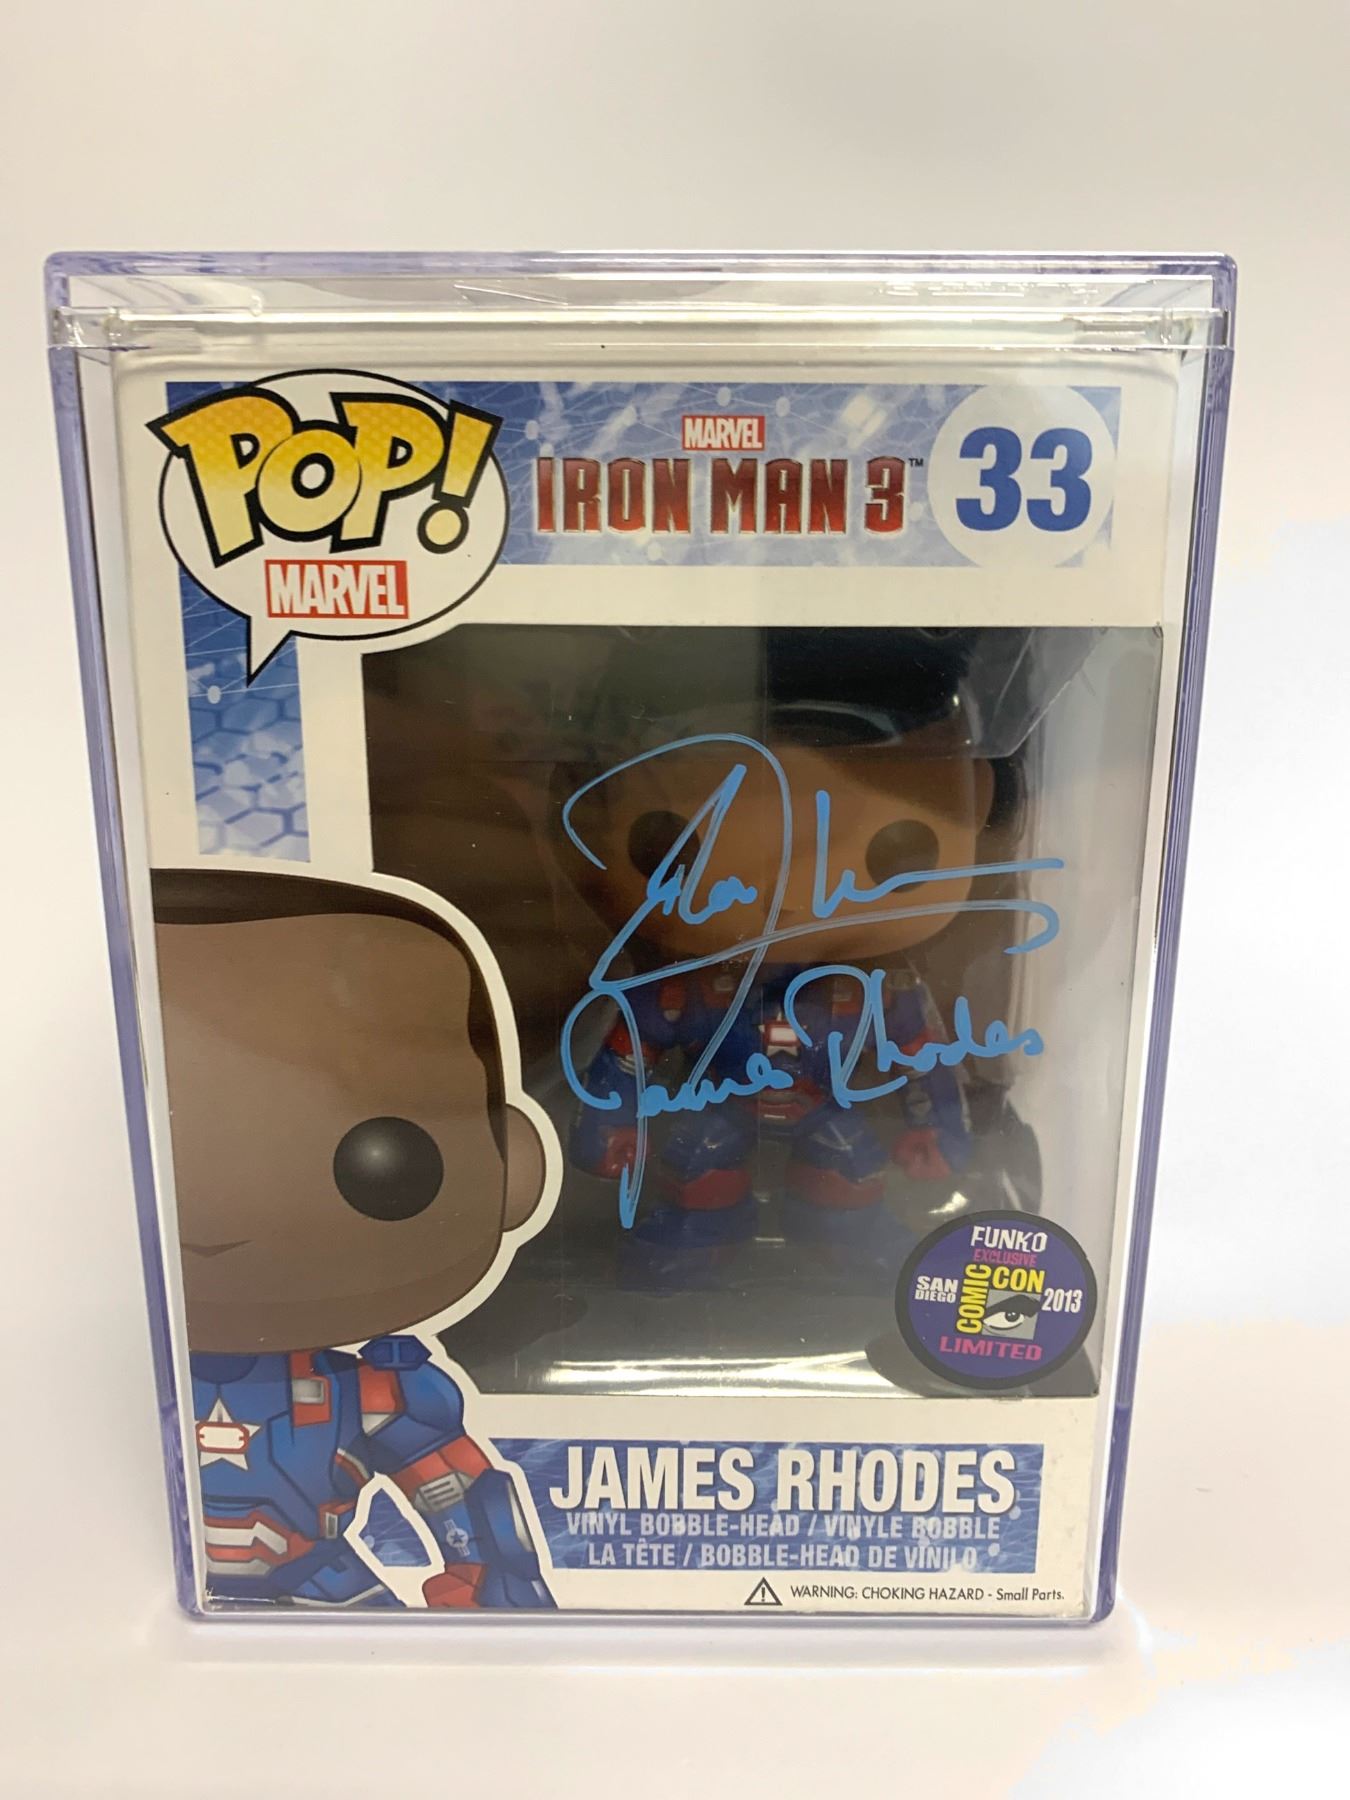 POP!
MARVEL
MARVEL
IRON MAN 3™
33
James Rhodes
FUNKO
EXCLUSIVE
SAN DIEGO
COMIC CON
2013
LIMITED
JAMES RHODES
VINYL BOBBLE-HEAD / VINYLE BOBBLE
LA TÊTE / BOBBLE-HEAD DE VINILO
WARNING: CHOKING HAZARD - Small Parts.